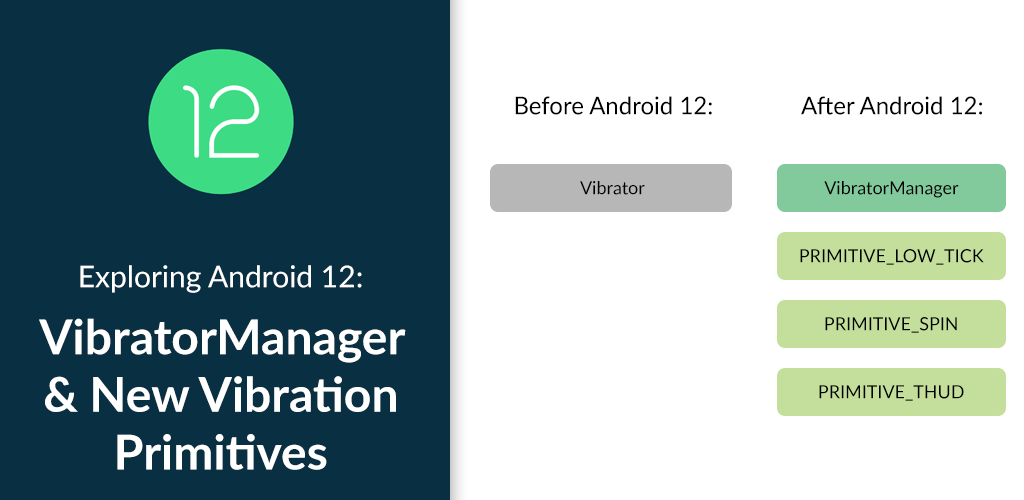 12
Exploring Android 12:
VibratorManager
& New Vibration
Primitives
Before Android 12:
Vibrator
After Android 12:
VibratorManager
PRIMITIVE_LOW_TICK
PRIMITIVE_SPIN
PRIMITIVE_THUD